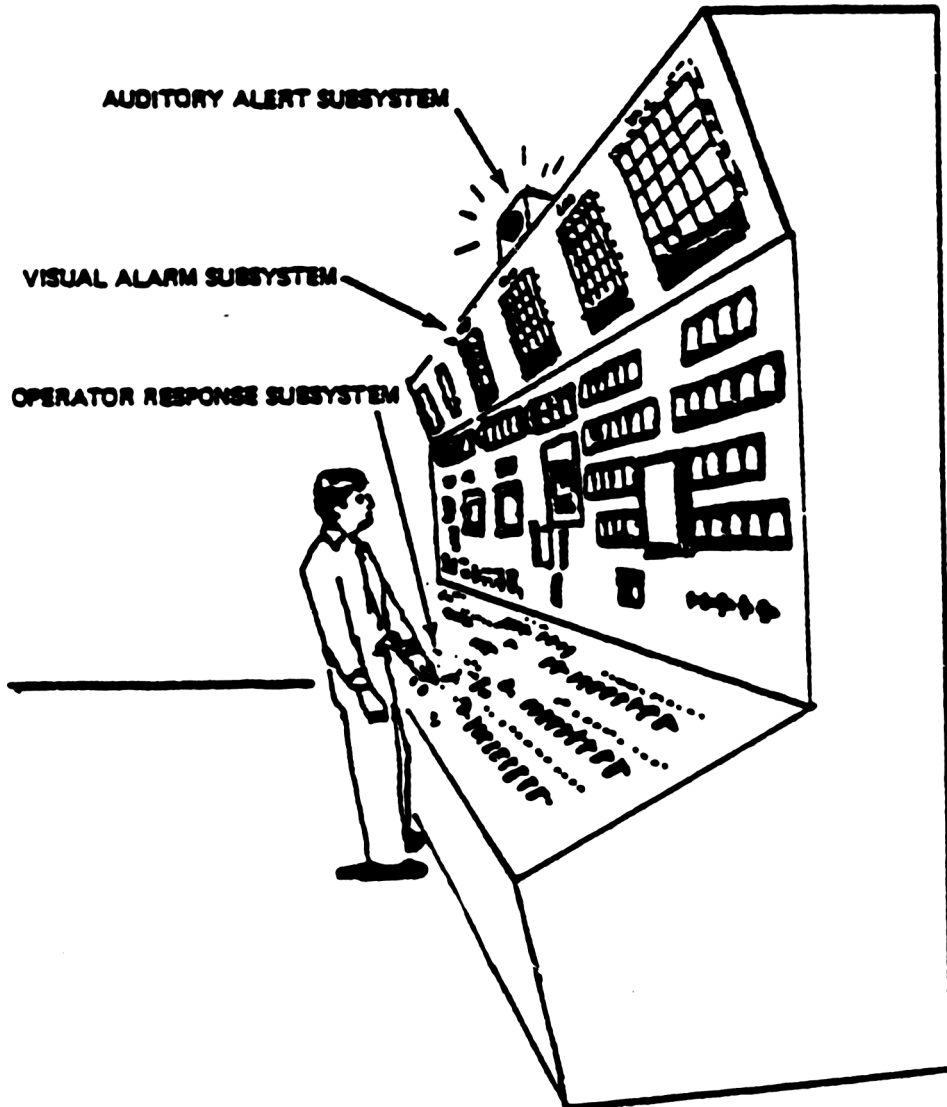 AUDITORY ALERT SUBSYSTEM
VISUAL ALARM SUBSYSTEM
OPERATOR RESPONSE SUBSYSTEM